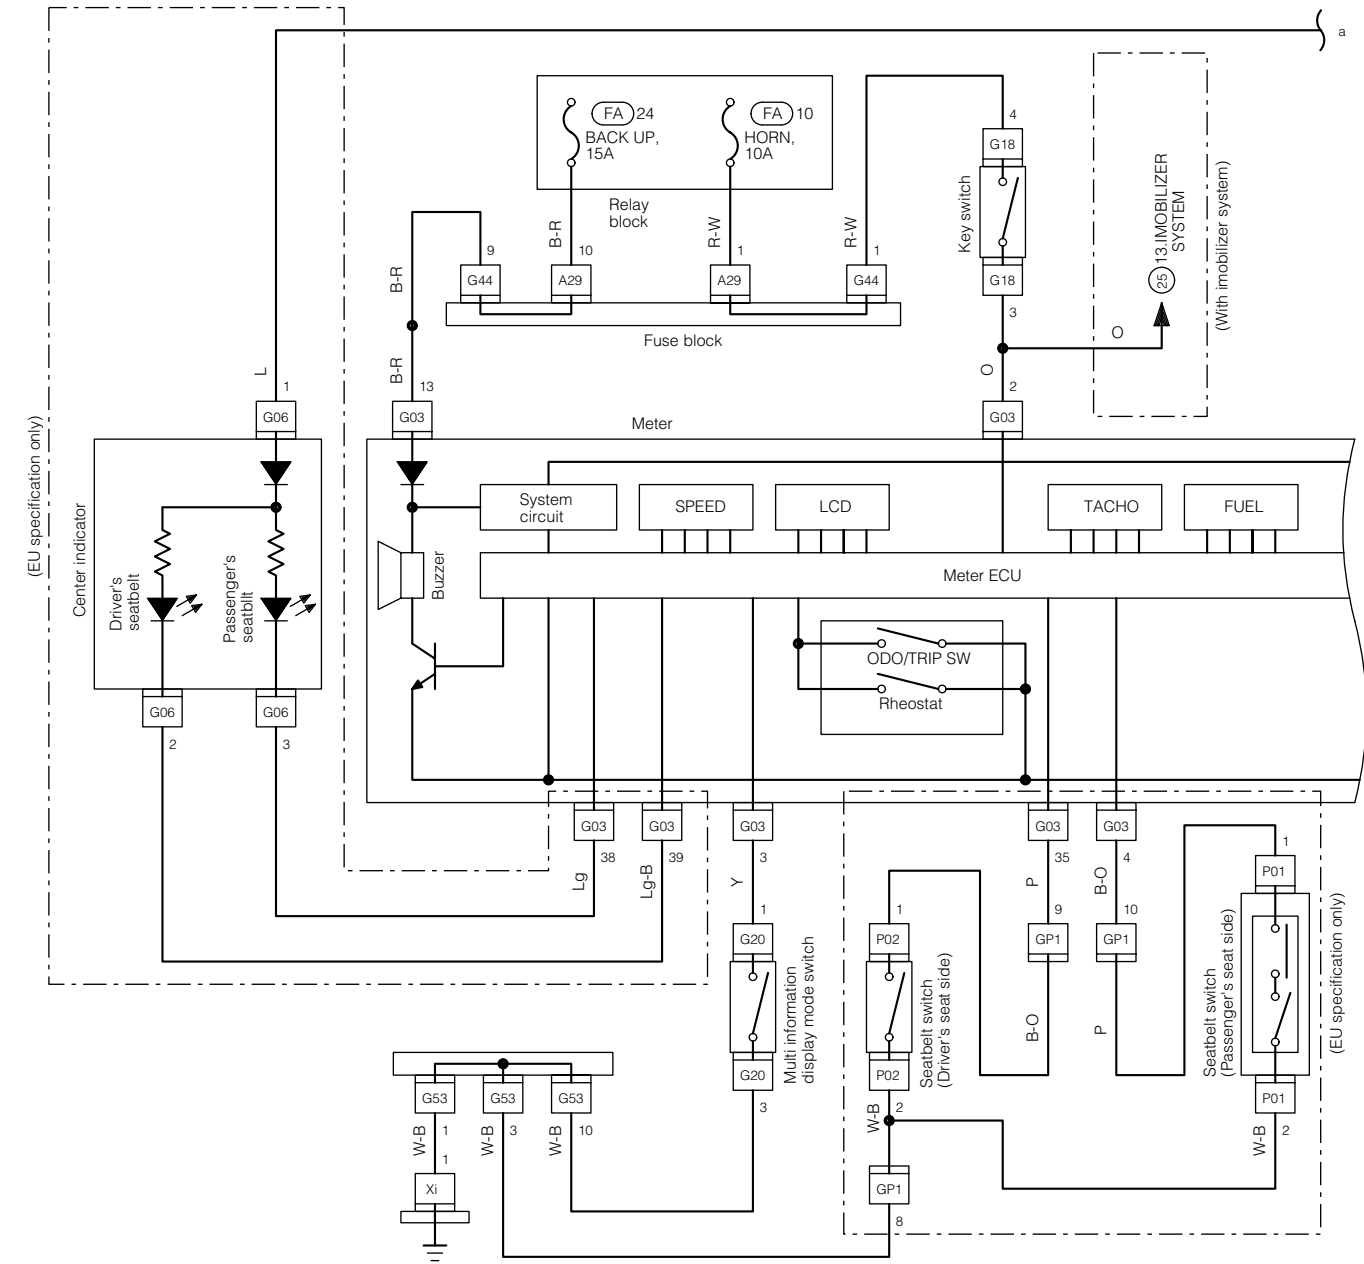 a
FA 24
BACK UP,
15A
FA 10
HORN,
10A
Relay
block
4
G18
Key switch
G18
3
13.IMOBILIZER
SYSTEM
25
(With imobilizer system)
O
O
2
G03
B-R
R-W
R-W
B-R
9
G44
10
A29
1
A29
1
G44
Fuse block
B-R
13
G03
Meter
L
1
G06
(EU specification only)
Center indicator
Driver's
seatbelt
Passenger's
seatbllt
G06
2
G06
3
System
circuit
SPEED
LCD
TACHO
FUEL
Buzzer
Meter ECU
ODO/TRIP SW
Rheostat
G03
38
Lg
G03
39
Lg-B
G03
3
Y
G03
35
P
G03
4
B-O
1
G20
Multi information
display mode switch
G20
3
1
P02
Seatbelt switch
(Driver's seat side)
P02
2
W-B
GP1
8
9
GP1
B-O
10
GP1
P
1
P01
Seatbelt switch
(Passenger's seat side)
P01
2
W-B
(EU specification only)
G53
G53
G53
W-B
1
W-B
3
W-B
10
1
Xi